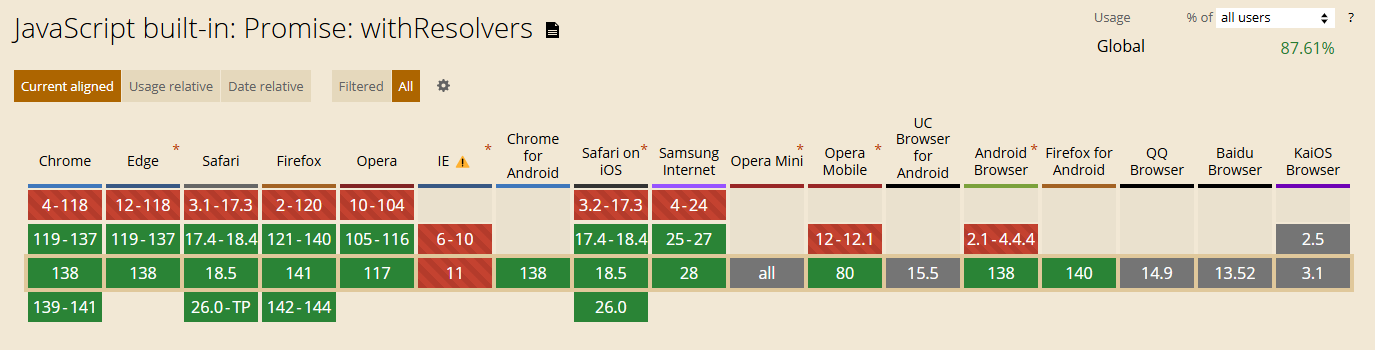 JavaScript built-in: Promise: withResolvers
Usage % of all users ?
Global 87.61%
Current aligned Usage relative Date relative Filtered All
Chrome Edge * Safari Firefox Opera IE * Chrome for Android Safari on iOS * Samsung Internet Opera Mini * Opera Mobile * UC Browser for Android Android Browser * Firefox for Android QQ Browser Baidu Browser KaiOS Browser
4-118 12-118 3.1-17.3 2-120 10-104 3.2-17.3 4-24
119-137 119-137 17.4-18.4 121-140 105-116 6-10 17.4-18.4 25-27 12-12.1 2.1-4.4.4 2.5
138 138 18.5 141 117 11 138 18.5 28 all 80 15.5 138 140 14.9 13.52 3.1
139-141 26.0-TP 142-144 26.0